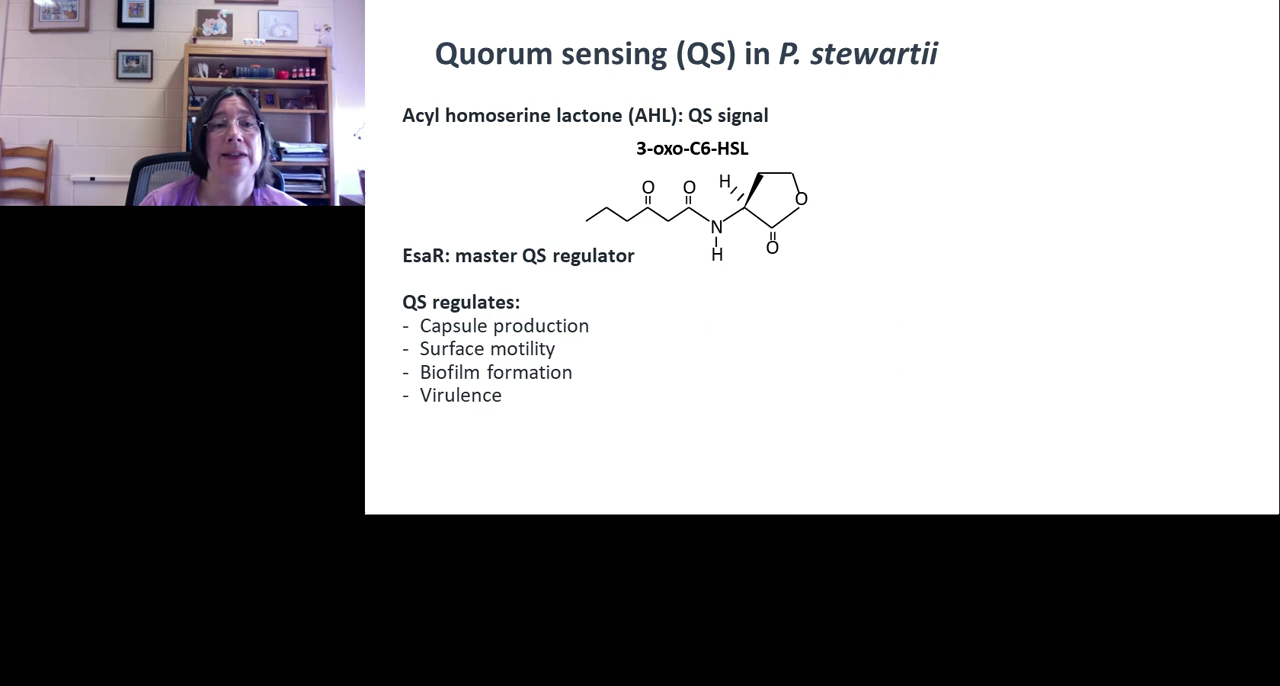 Quorum sensing (QS) in P. stewartii
Acyl homoserine lactone (AHL): QS signal
3-oxo-C6-HSL
O
O
H
O
N
H
O
EsaR: master QS regulator
QS regulates:
- Capsule production
- Surface motility
- Biofilm formation
- Virulence